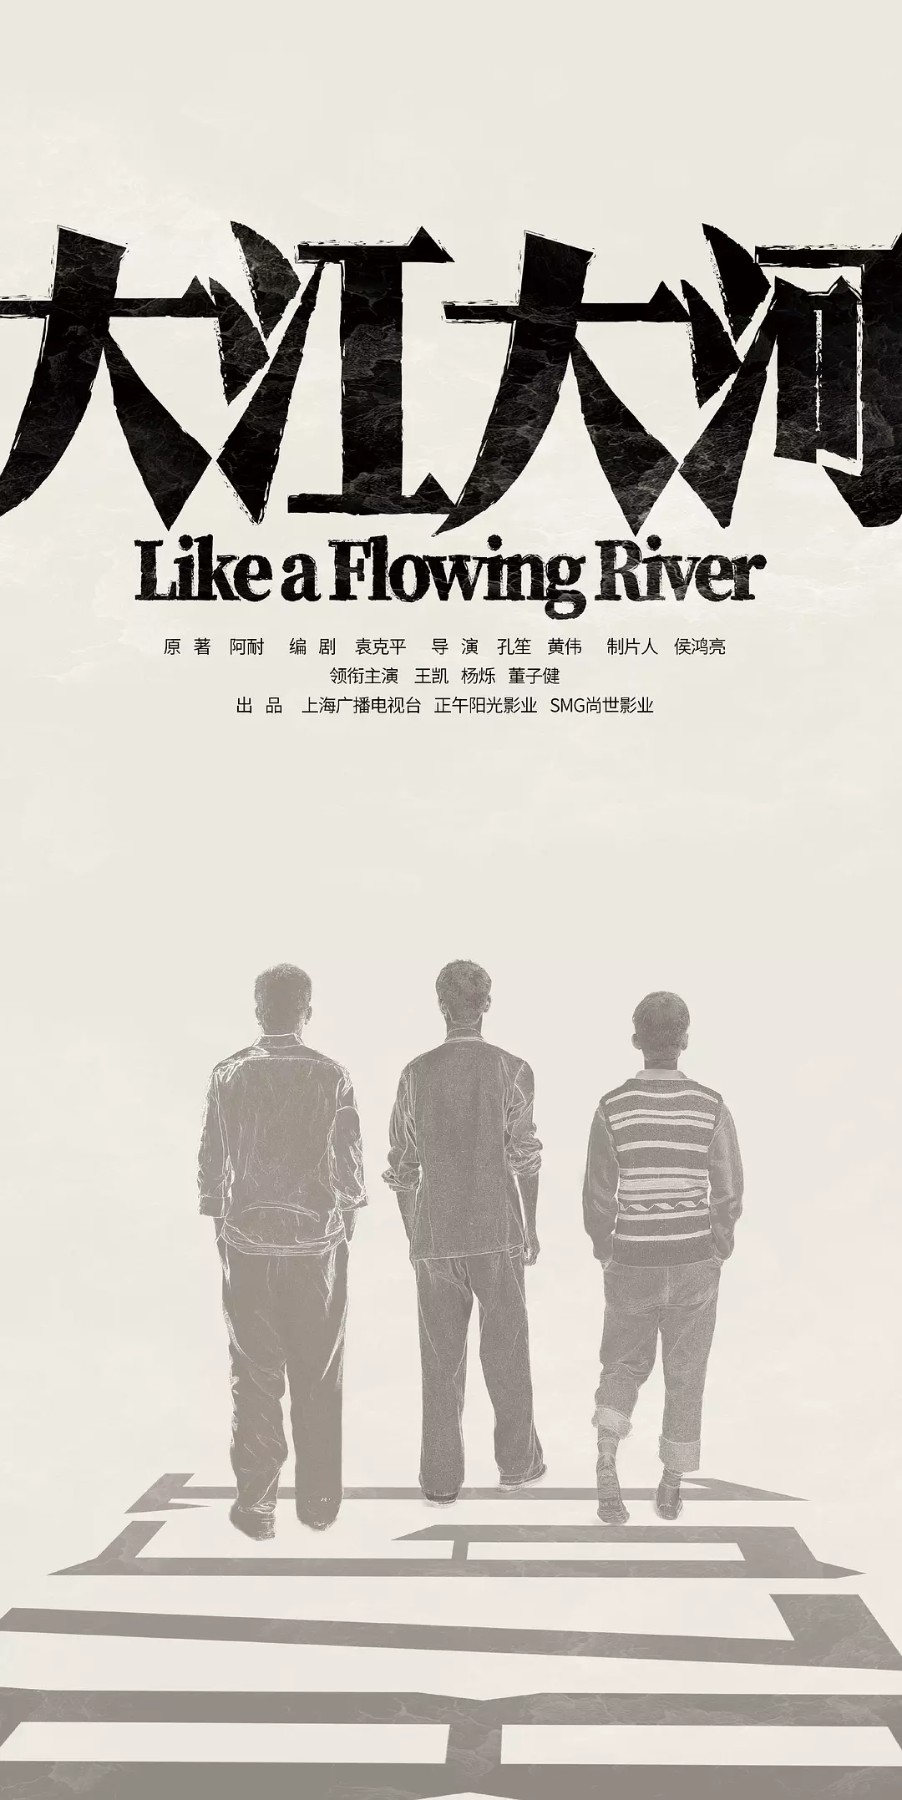 大江大河
Like a Flowing River
原 著 阿耐 编 剧 袁克平 导 演 孔笙 黄伟 制片人 侯鸿亮
领衔主演 王凯 杨烁 董子健
出 品 上海广播电视台 正午阳光影业 SMG尚世影业